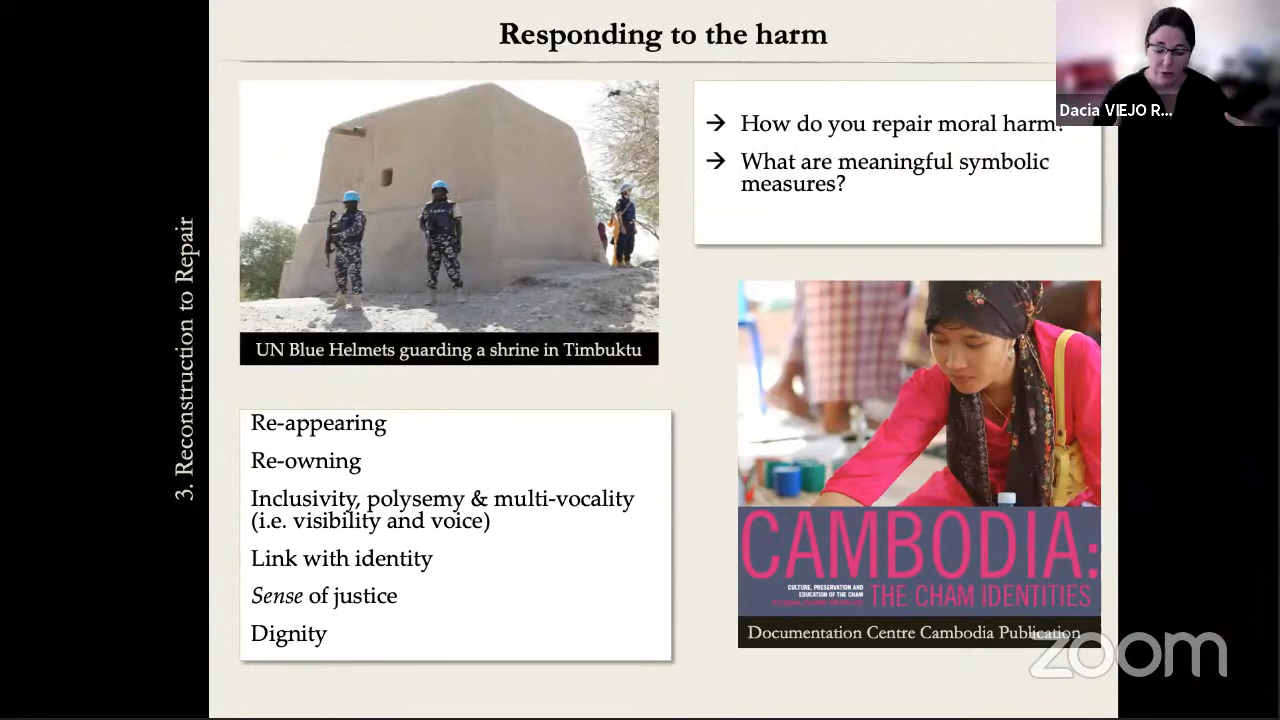 Responding to the harm
Dacia VIEJO R...
3. Reconstruction to Repair
UN Blue Helmets guarding a shrine in Timbuktu
→ How do you repair moral harm?
→ What are meaningful symbolic
measures?
Re-appearing
Re-owning
Inclusivity, polysemy & multi-vocality
(i.e. visibility and voice)
Link with identity
Sense of justice
Dignity
CAMBODIA:
CULTURE, PRESERVATION AND
EDUCATION OF THE CHAM
THE CHAM IDENTITIES
Documentation Centre Cambodia Publication
zoom